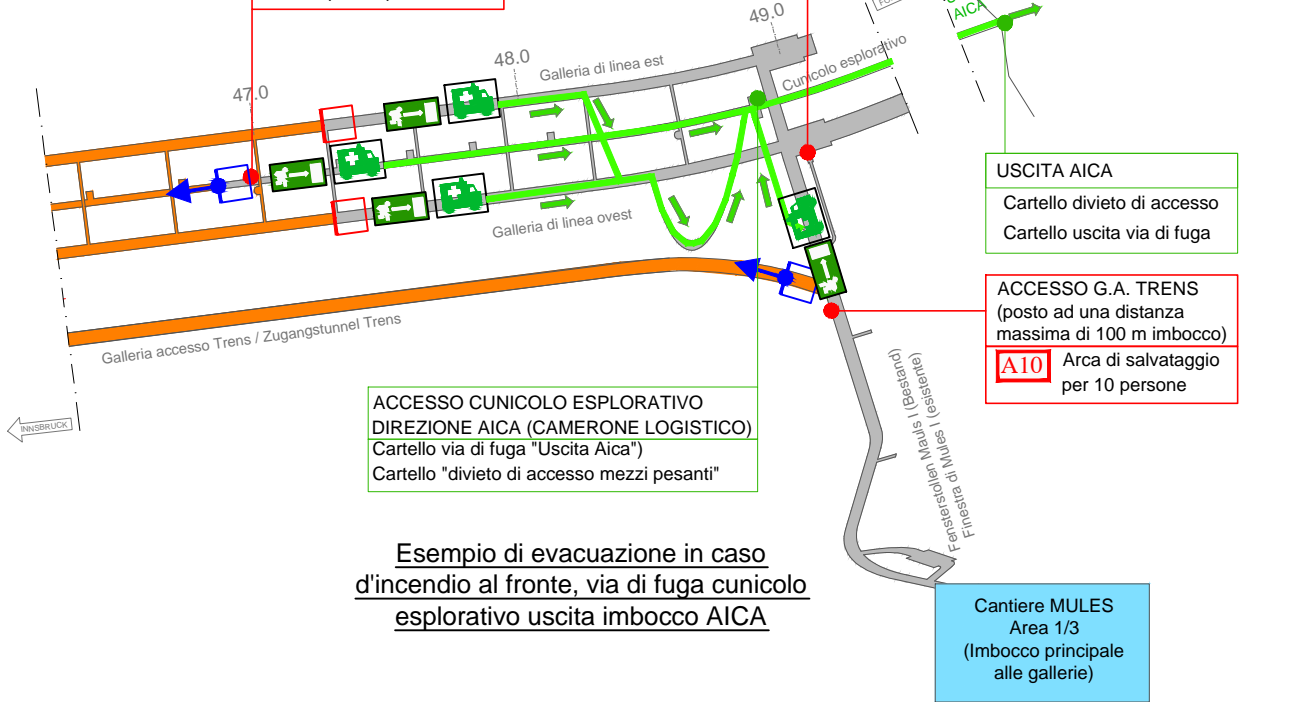 AICA
49.0
48.0
47.0
Galleria di linea est
Cunicolo esplorativo
Galleria di linea ovest
USCITA AICA
Cartello divieto di accesso
Cartello uscita via di fuga
ACCESSO G.A. TRENS
(posto ad una distanza
massima di 100 m imbocco)
A10
Arca di salvataggio
per 10 persone
Galleria accesso Trens / Zugangstunnel Trens
INNSBRUCK
ACCESSO CUNICOLO ESPLORATIVO
DIREZIONE AICA (CAMERONE LOGISTICO)
Cartello via di fuga "Uscita Aica")
Cartello "divieto di accesso mezzi pesanti"
Fensterstollen Mauls I (Bestand)
Finestra di Mules I (esistente)
Esempio di evacuazione in caso
d'incendio al fronte, via di fuga cunicolo
esplorativo uscita imbocco AICA
Cantiere MULES
Area 1/3
(Imbocco principale
alle gallerie)